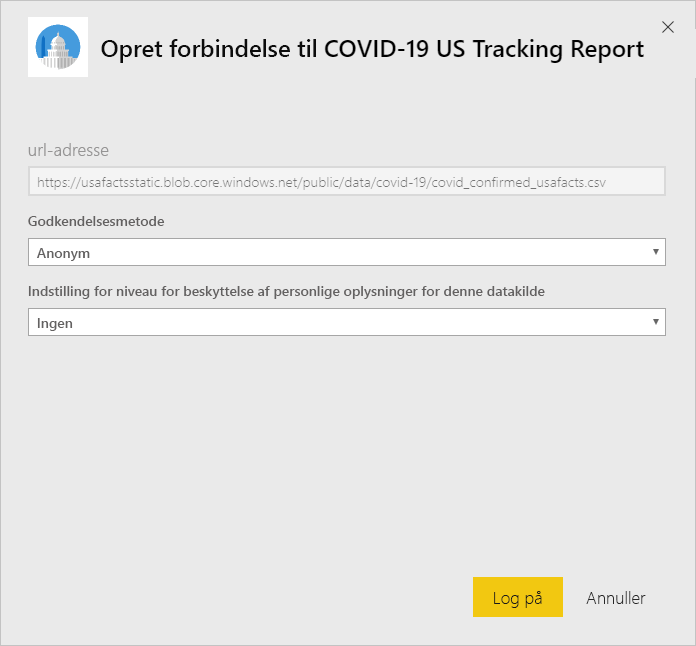 Opret forbindelse til COVID-19 US Tracking Report
url-adresse
https://usafactsstatic.blob.core.windows.net/public/data/covid-19/covid_confirmed_usafacts.csv
Godkendelsesmetode
Anonym
Indstilling for niveau for beskyttelse af personlige oplysninger for denne datakilde
Ingen
Log på
Annuller